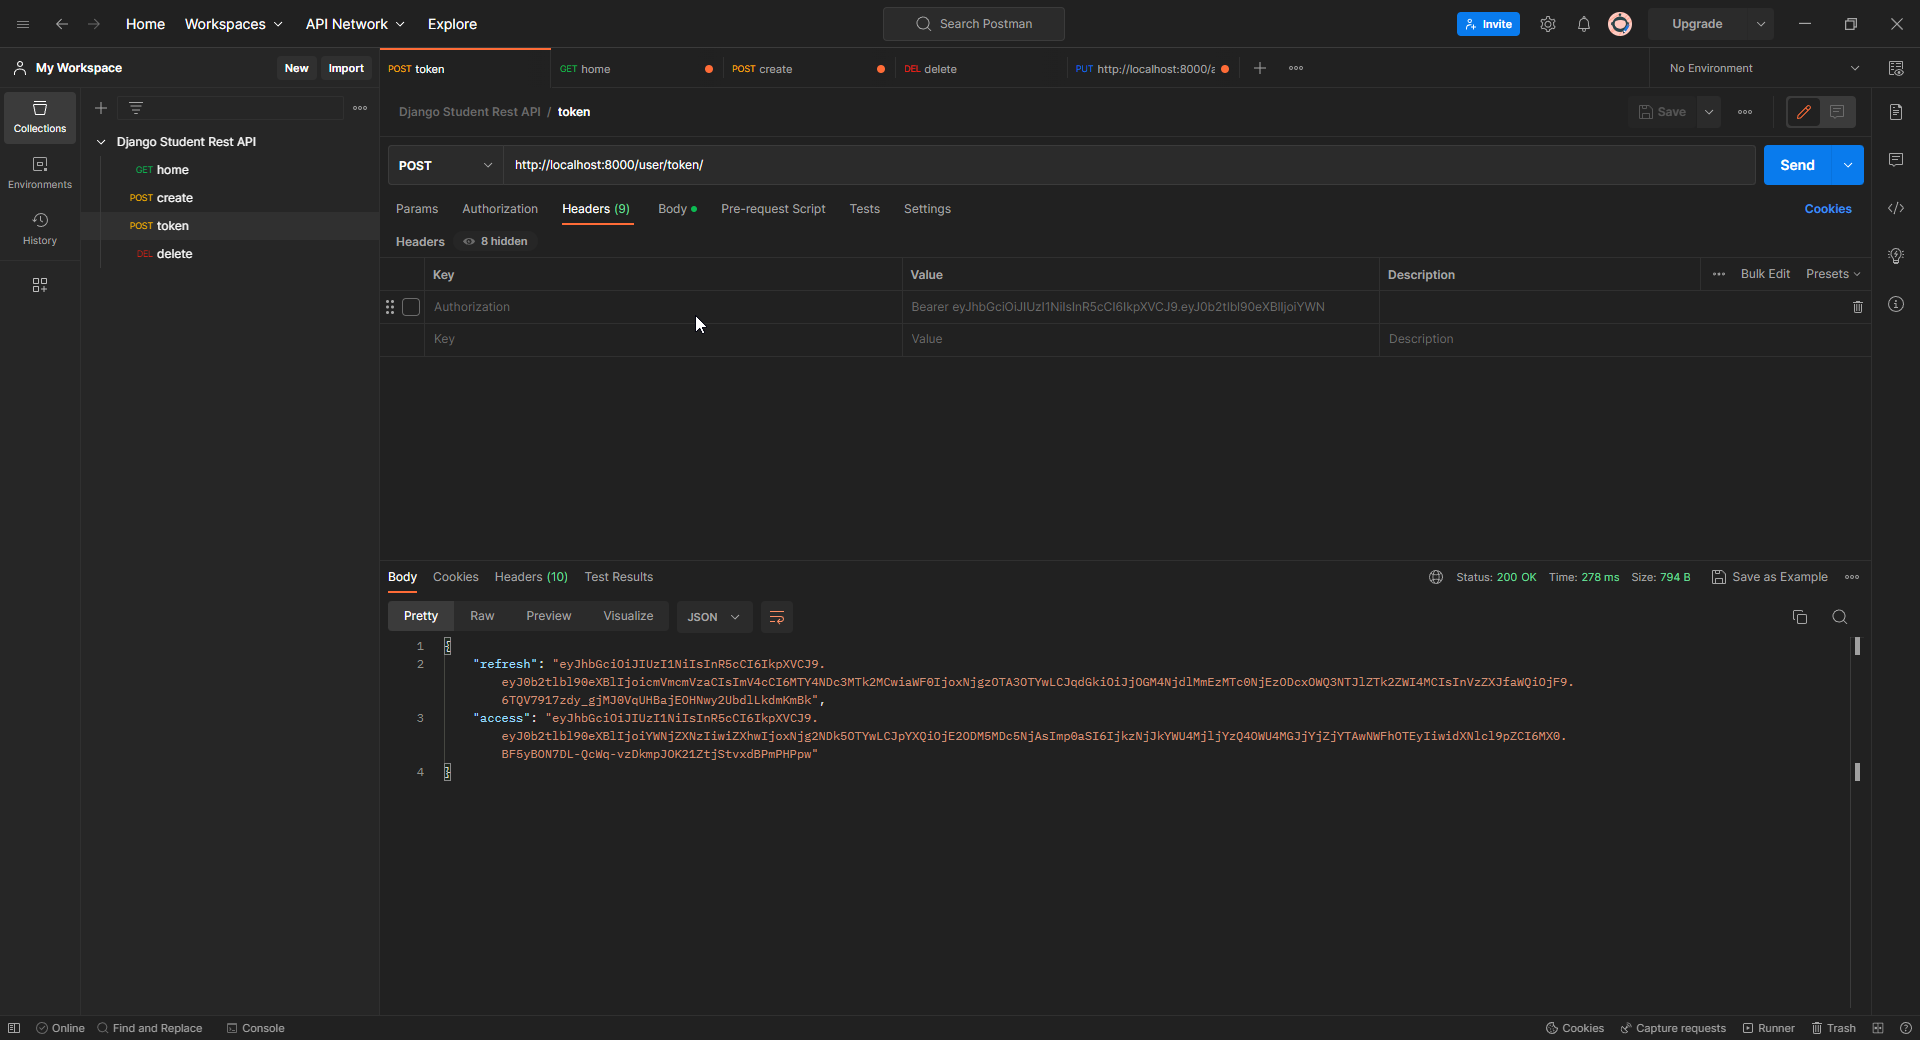 Home Workspaces API Network Explore Search Postman Invite Upgrade
My Workspace New Import POST token GET home POST create DEL delete PUT http://localhost:8000/a No Environment
Collections
Django Student Rest API / token Save
Django Student Rest API
GET home
POST create
POST token
DEL delete
Environments
History
POST http://localhost:8000/user/token/ Send
Params Authorization Headers (9) Body Pre-request Script Tests Settings Cookies
Headers 8 hidden
Key Value Description Bulk Edit Presets
Authorization Bearer eyJhbGciOiJIUzI1NiIsInR5cCI6IkpXVCJ9.eyJ0b2tlbl90eXBlIjoiYWN
Key Value Description
Body Cookies Headers (10) Test Results Status: 200 OK Time: 278 ms Size: 794 B Save as Example
Pretty Raw Preview Visualize JSON
1 {
2 "refresh": "eyJhbGciOiJIUzI1NiIsInR5cCI6IkpXVCJ9.
eyJ0b2tlbl90eXBlIjoicmVmcmVzaCIsImV4cCI6MTY4NDc3MTk2MCwiaWF0IjoxNjgzOTA3OTYwLCJqdGkiOiJjOGM4NjdlMmEzMTc0NjEzODcxOWQ3NTJlZTk2ZWI4MCIsInVzZXJfaWQiOjF9.
6TQV7917zdy_gjMJ0VqUHBajEOHNwy2UbdlLkdmKmBk",
3 "access": "eyJhbGciOiJIUzI1NiIsInR5cCI6IkpXVCJ9.
eyJ0b2tlbl90eXBlIjoiYWNjZXNzIiwiZXhwIjoxNjg2NDk5OTYwLCJpYXQiOjE2ODM5MDc5NjAsImp0aSI6IjkzNjJkYWU4MjljYzQ4OWU4MGJjYjZjYTAwNWFhOTEyIiwidXNlcl9pZCI6MX0.
BF5yBON7DL-QcWq-vzDkmpJOK21ZtjStvxdBPmPHPpw"
4 }
Online Find and Replace Console Cookies Capture requests Runner Trash